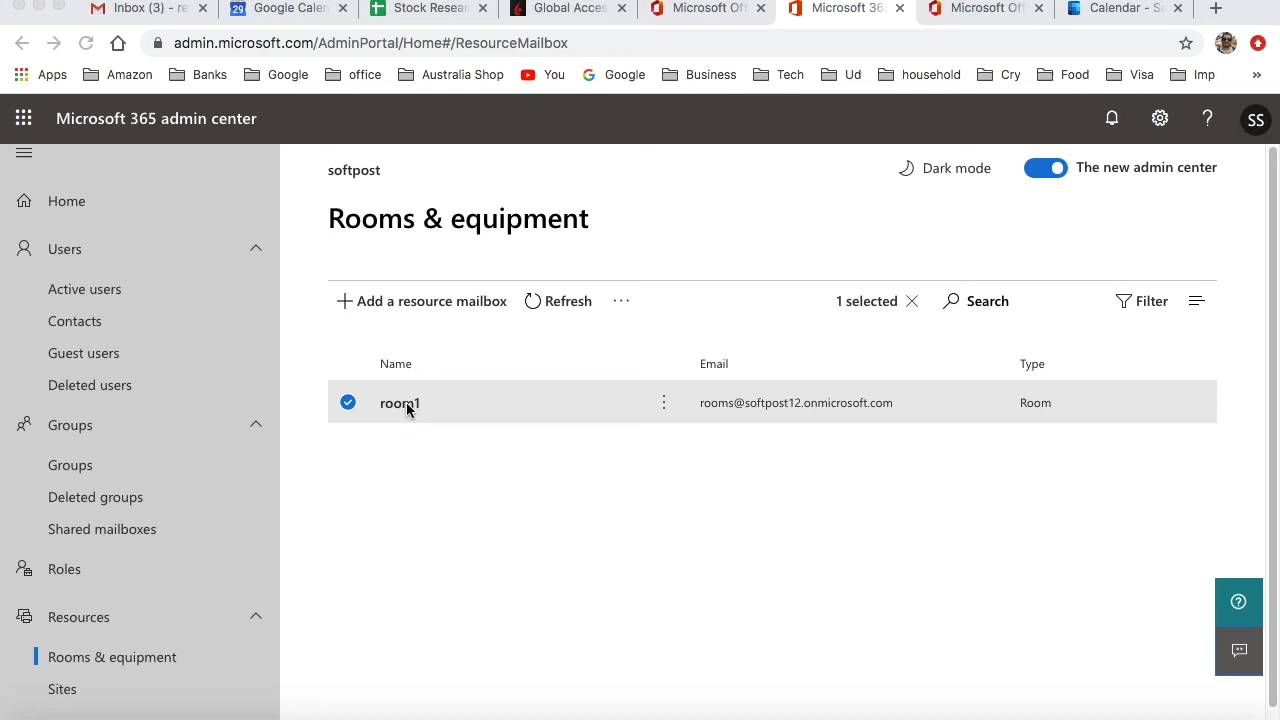 Inbox (3) - re
Google Calen
Stock Resear
Global Acces
Microsoft Off
Microsoft 36
Microsoft Off
Calendar - Sa
admin.microsoft.com/AdminPortal/Home#/ResourceMailbox
Apps Amazon Banks Google office Australia Shop You Google Business Tech Ud household Cry Food Visa Imp »
Microsoft 365 admin center
SS
softpost
Dark mode
The new admin center
Rooms & equipment
Add a resource mailbox
Refresh
1 selected
Search
Filter
Name Email Type
room1 rooms@softpost12.onmicrosoft.com Room
Home
Users
Active users
Contacts
Guest users
Deleted users
Groups
Groups
Deleted groups
Shared mailboxes
Roles
Resources
Rooms & equipment
Sites